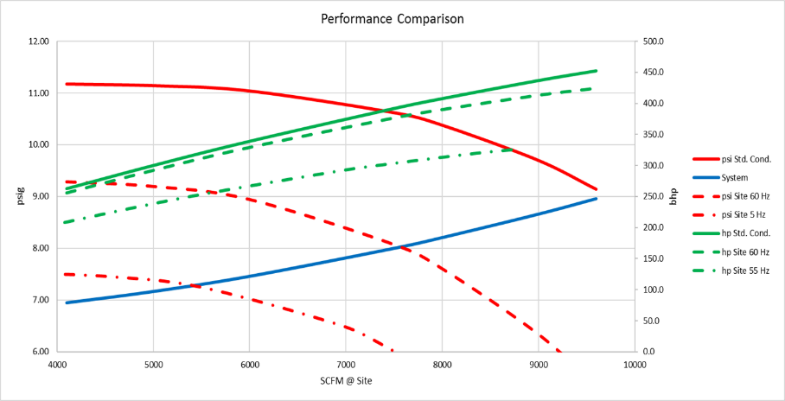 Performance Comparison
12.00
11.00
10.00
9.00
8.00
7.00
6.00
psig
500.0
450.0
400.0
350.0
300.0
250.0
200.0
150.0
100.0
50.0
0.0
bhp
4000 5000 6000 7000 8000 9000 10000
SCFM @ Site
psi Std. Cond.
System
psi Site 60 Hz
psi Site 5 Hz
hp Std. Cond.
hp Site 60 Hz
hp Site 55 Hz